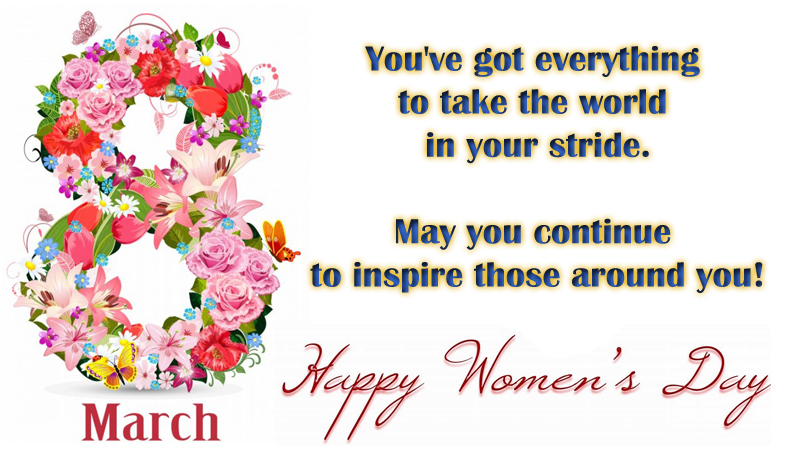 8
March
You've got everything
to take the world
in your stride.
May you continue
to inspire those around you!
Happy Women's Day